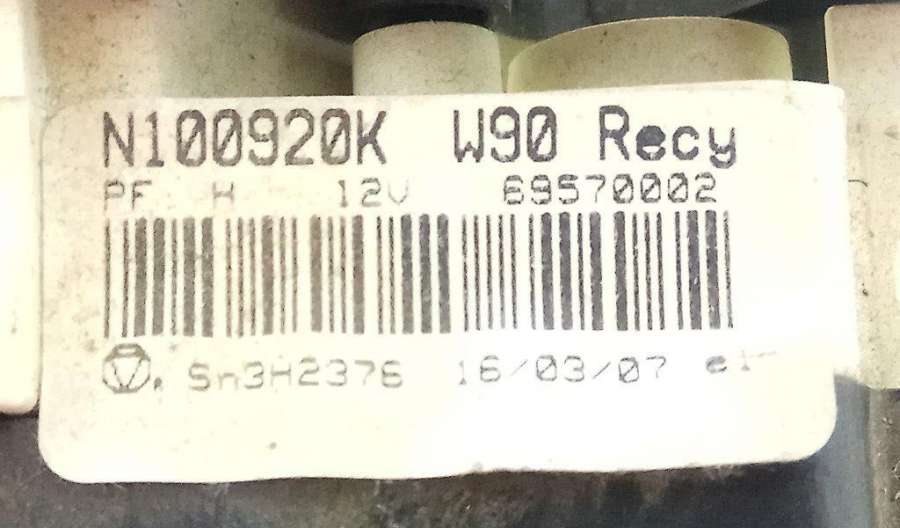 N100920K W90 Recy
PF H 12V 69570002
Sn3H2376 16/03/07